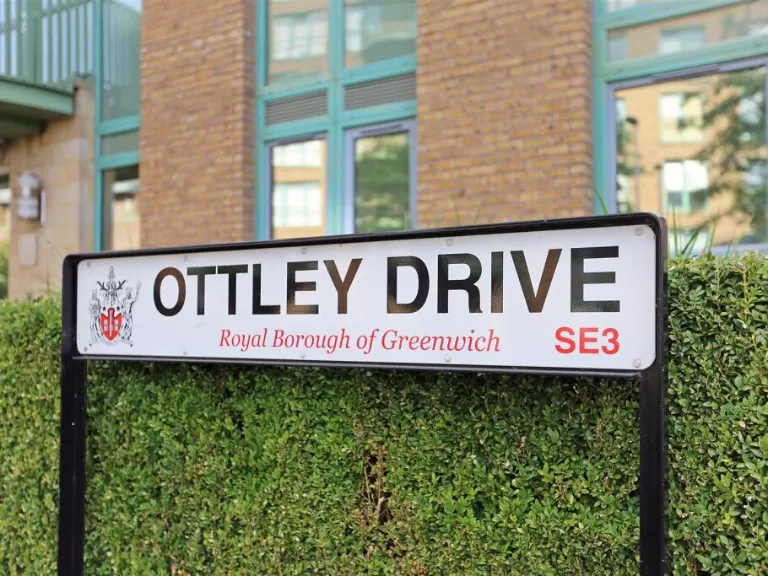 OTTLEY DRIVE
Royal Borough of Greenwich SE3